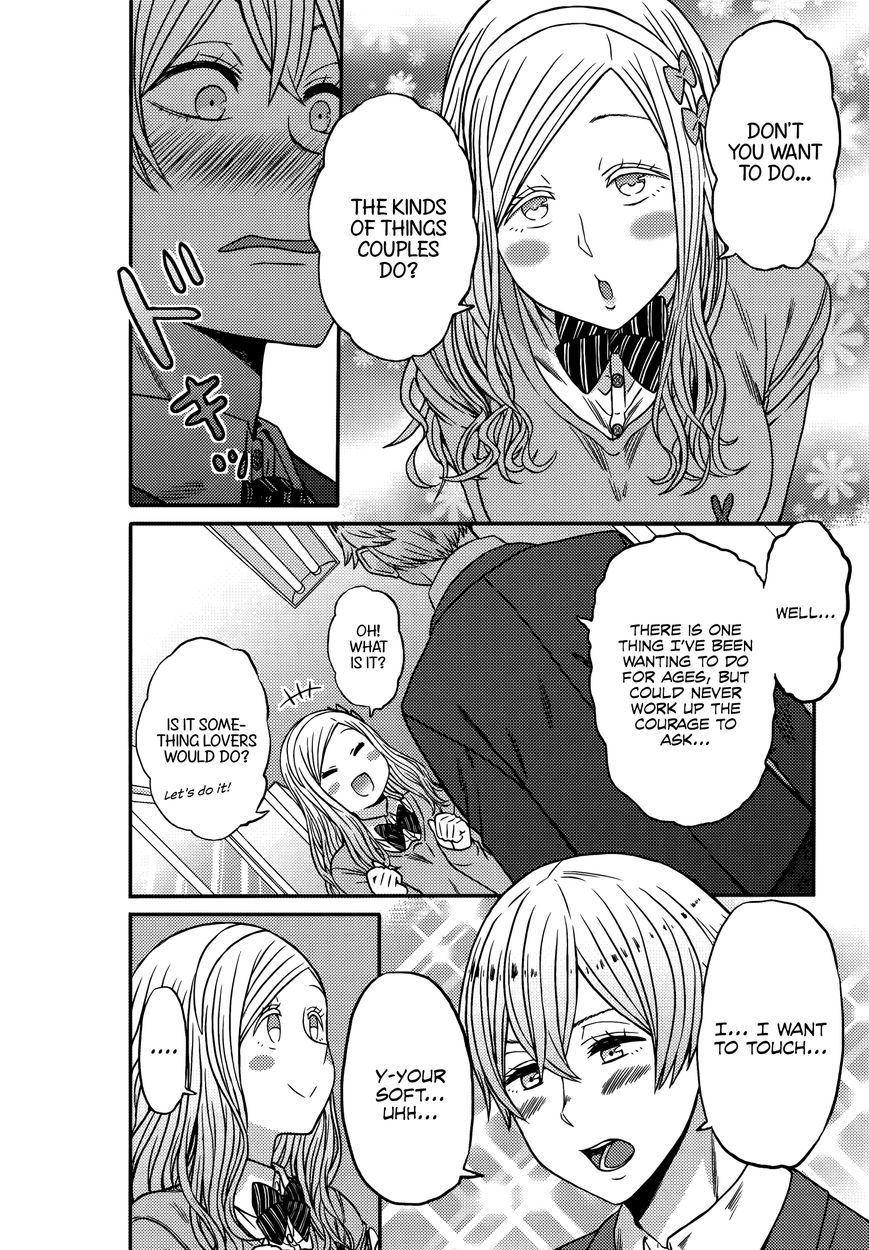 DON'T
YOU WANT
TO DO...
THE KINDS
OF THINGS
COUPLES
DO?
ドキ
WELL...
THERE IS ONE
THING I'VE BEEN
WANTING TO DO
FOR AGES, BUT
COULD NEVER
WORK UP THE
COURAGE TO
ASK...
OH!
WHAT
IS IT?
IS IT SOME-
THING LOVERS
WOULD DO?
Let's do it!
I... I WANT
TO TOUCH...
Y-YOUR
SOFT...
UHH...
....